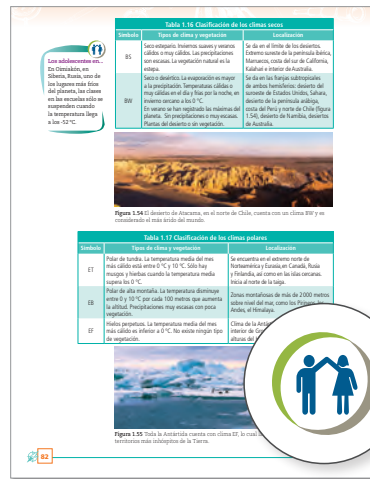 Tabla 1.16 Clasificación de los climas secos
Símbolo Tipos de clima y vegetación Localización
BS
Seco estepario. Inviernos suaves y veranos
cálidos o muy cálidos. Las precipitaciones
son escasas. La vegetación natural es la
estepa.
Se da en el límite de los desiertos.
Extremo sureste de la península ibérica,
Marruecos, costa del sur de California,
Kalahari e interior de Australia.
BW
Seco o desértico. La evaporación es mayor
a la precipitación. Temperaturas cálidas o
muy cálidas en el día y frías por la noche, en
invierno cercano a los 0 °C.
En verano se han registrado las máximas del
planeta. Sin precipitaciones o muy escasas.
Plantas del desierto o sin vegetación.
Se da en las franjas subtropicales
de ambos hemisferios: desierto del
suroeste de Estados Unidos, Sahara,
desierto de la península arábiga,
costa del Perú y norte de Chile (figura
1.54), desierto de Namibia, desiertos
de Australia.
Los adolescentes en...
En Oimiakón, en
Siberia, Rusia, uno de
los lugares más fríos
del planeta, las clases
en las escuelas sólo se
suspenden cuando
la temperatura llega
a los -52 °C.
Figura 1.54 El desierto de Atacama, en el norte de Chile, cuenta con un clima BW y es
considerado el más árido del mundo.
Tabla 1.17 Clasificación de los climas polares
Símbolo Tipos de clima y vegetación Localización
ET
Polar de tundra. La temperatura media del mes
más cálido está entre 0 °C y 10 °C. Sólo hay
musgos y hierbas cuando la temperatura media
supera los 0 °C.
Se encuentra en el extremo norte de
Norteamérica y Eurasia,en Canadá, Rusia
y Finlandia, así como en las islas cercanas.
Inicia al norte de la taiga.
EB
Polar de alta montaña. La temperatura disminuye
entre 0 y 10 °C por cada 100 metros que aumenta
la altitud. Precipitaciones muy escasas con poca
vegetación.
Zonas montañosas de más de 2 000 metros
sobre nivel del mar, como los Pirineos, los
Andes, el Himalaya.
EF
Hielos perpetuos. La temperatura media del mes
más cálido es inferior a 0 °C. No existe ningún tipo
de vegetación.
Clima de la
interior de
alturas del
Figura 1.55 Toda la Antártida cuenta con clima EF, lo cual
territorios más inhóspitos de la Tierra.
82